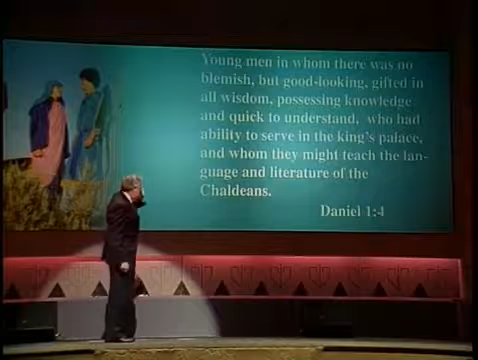 Young men in whom there was no
blemish, but good-looking, gifted in
all wisdom, possessing knowledge
and quick to understand, who had
ability to serve in the king's palace,
and whom they might teach the lan-
guage and literature of the
Chaldeans.
Daniel 1:4